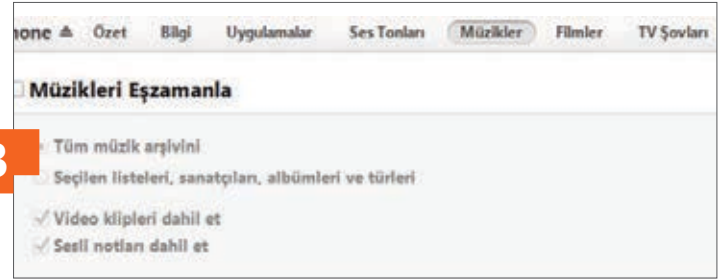 hone Özet Bilgi Uygulamalar Ses Tonları Müzikler Filmler TV Şovları
Müzikleri Eşzamanla
Tüm müzik arşivini
3
Seçilen listeleri, sanatçıları, albümleri ve türleri
Video klipleri dahil et
Sesli notları dahil et